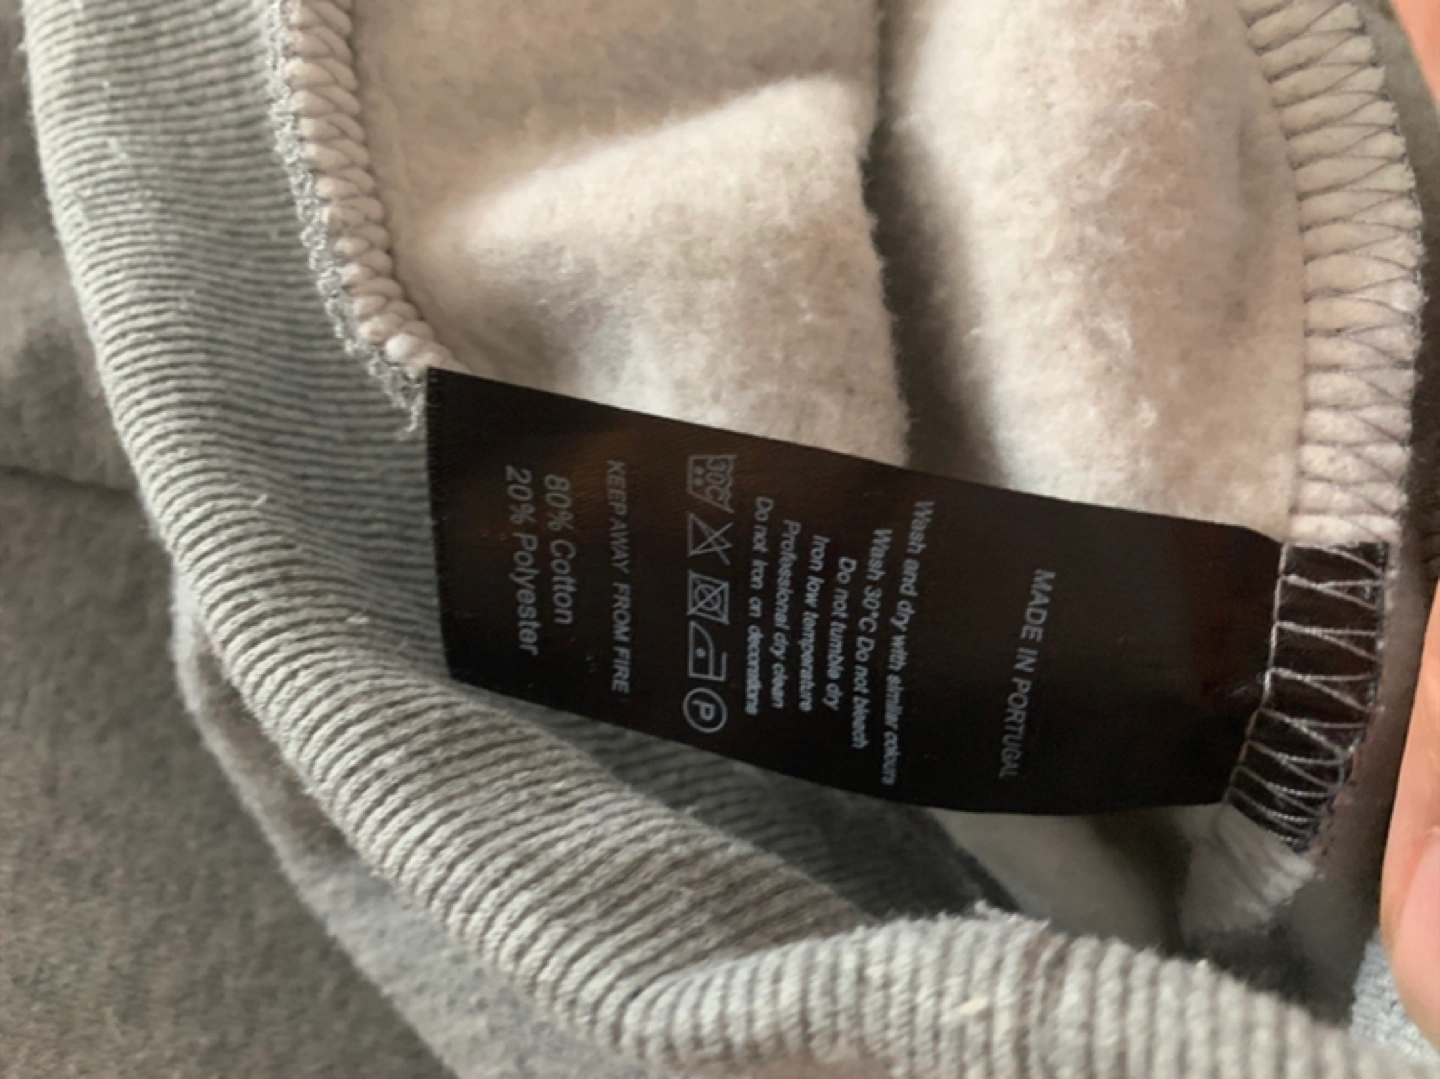 MADE IN PORTUGAL
Wash and dry with similar colours
Wash 30°C Do not bleech
Do not tumble dry
Iron low temperature
Professional dry clean
Do not iron on decorations
30°C P
KEEP AWAY FROM FIRE
80% Cotton
20% Polyester